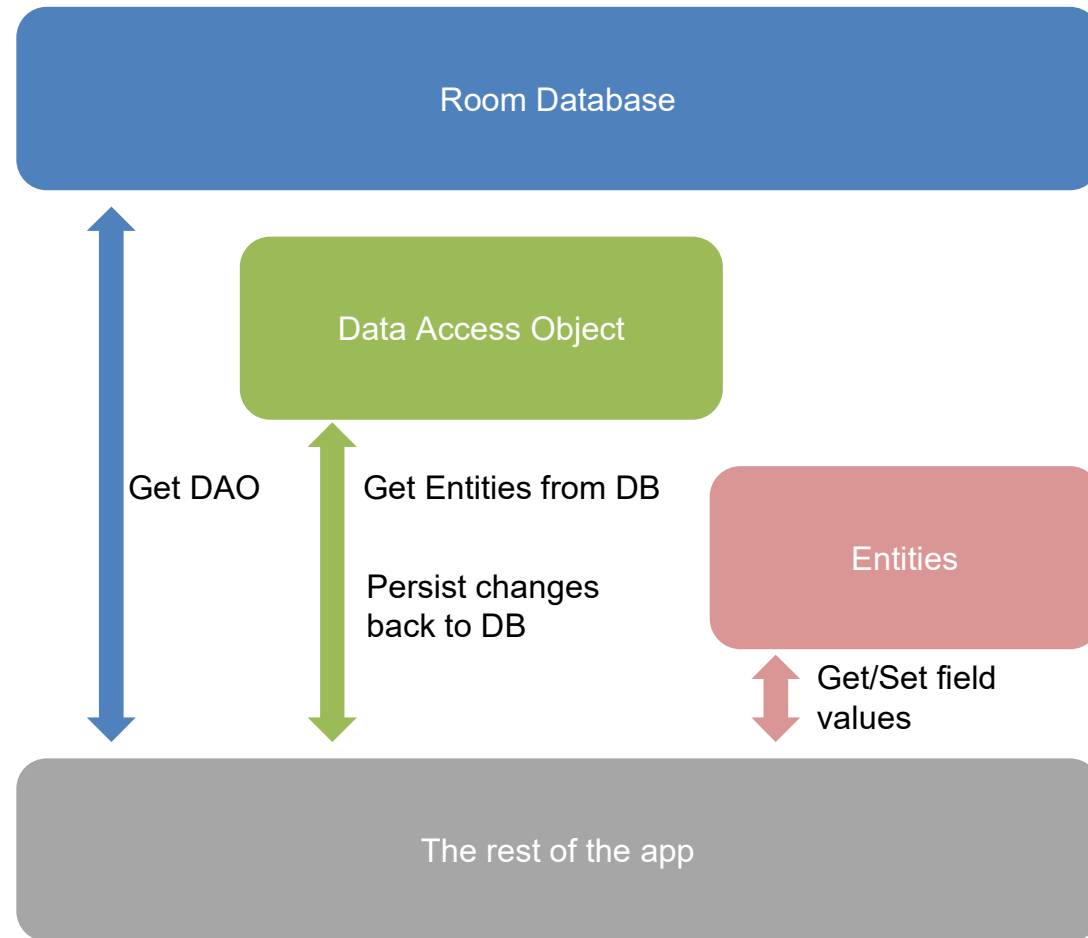 Room Database
Data Access Object
Get DAO
Get Entities from DB
Persist changes
back to DB
Entities
Get/Set field
values
The rest of the app